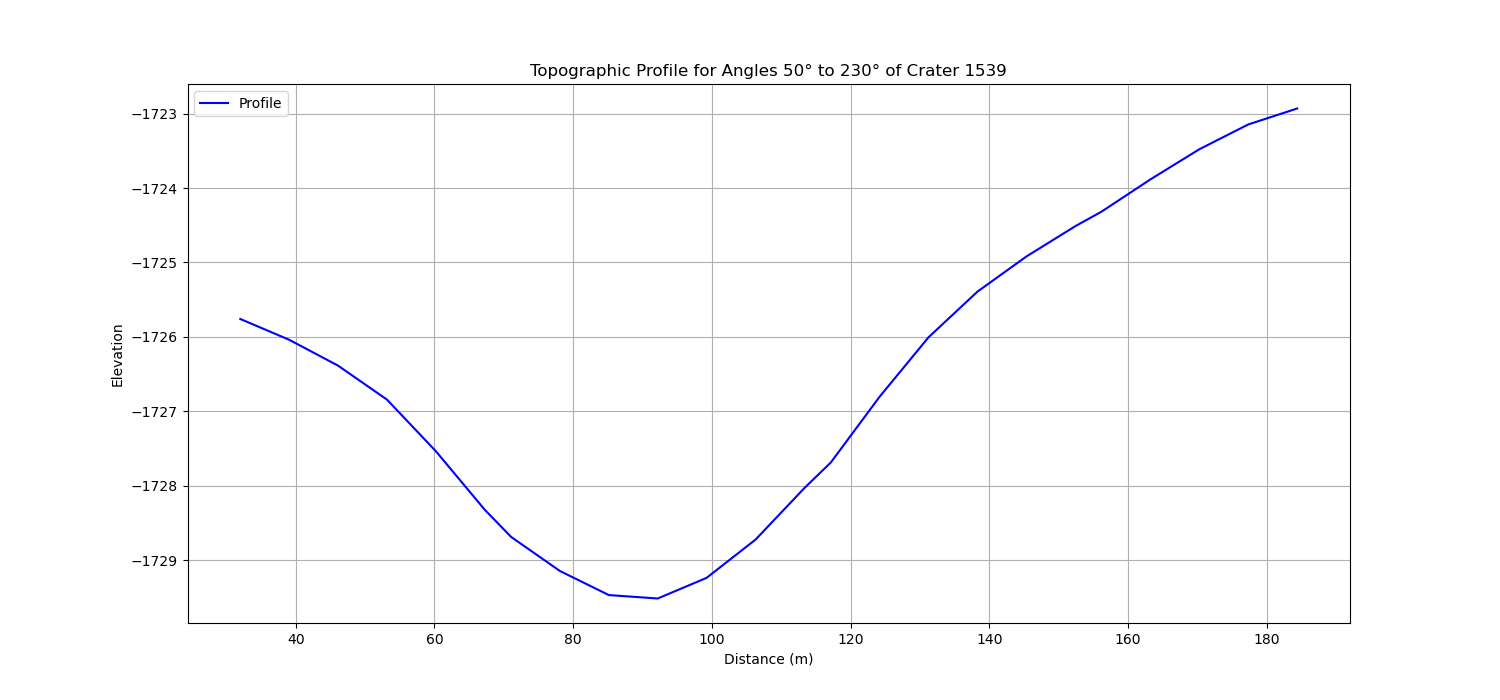 Topographic Profile for Angles 50° to 230° of Crater 1539
Profile
−1723
−1724
−1725
−1726
−1727
−1728
−1729
Elevation
40 60 80 100 120 140 160 180
Distance (m)